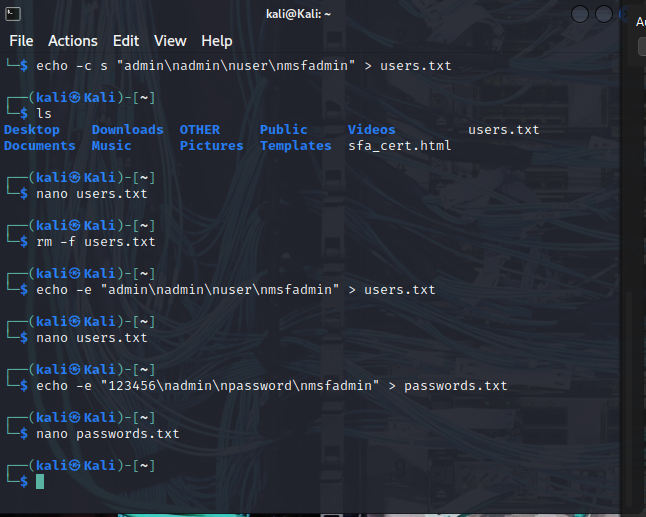 kali@Kali: ~
File Actions Edit View Help
└─$ echo -c s "admin\nadmin\nuser\nmsfadmin" > users.txt
┌──(kali㉿Kali)-[~]
└─$ ls
Desktop Downloads OTHER Public Videos users.txt
Documents Music Pictures Templates sfa_cert.html
┌──(kali㉿Kali)-[~]
└─$ nano users.txt
┌──(kali㉿Kali)-[~]
└─$ rm -f users.txt
┌──(kali㉿Kali)-[~]
└─$ echo -e "admin\nadmin\nuser\nmsfadmin" > users.txt
┌──(kali㉿Kali)-[~]
└─$ nano users.txt
┌──(kali㉿Kali)-[~]
└─$ echo -e "123456\nadmin\npassword\nmsfadmin" > passwords.txt
┌──(kali㉿Kali)-[~]
└─$ nano passwords.txt
┌──(kali㉿Kali)-[~]
└─$